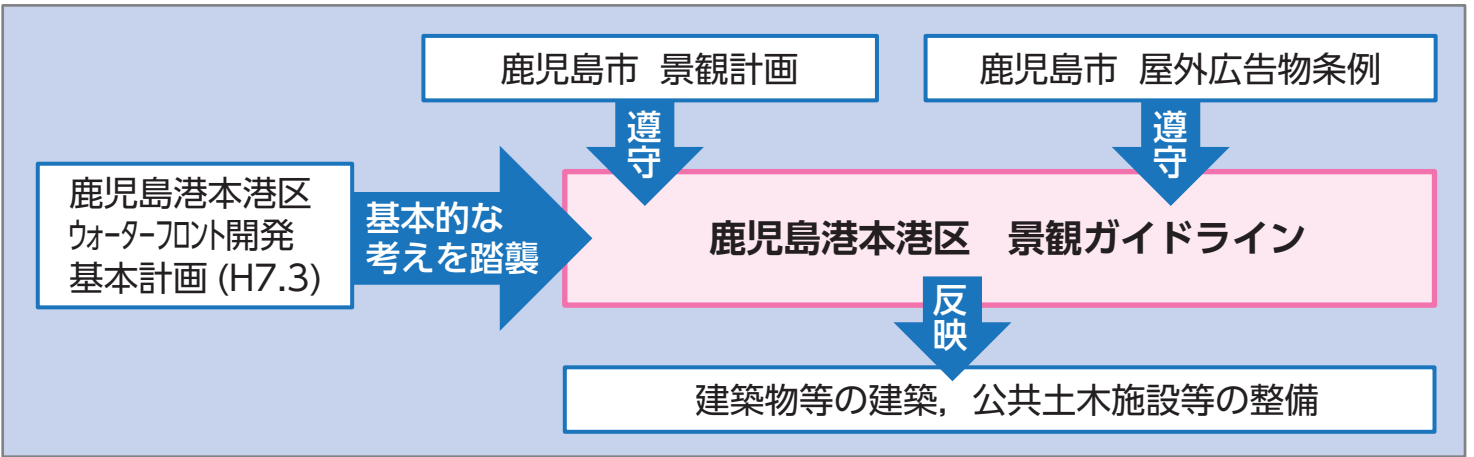 鹿児島市 景観計画
鹿児島市 屋外広告物条例
遵守
遵守
鹿児島港本港区
ウォーターフロント開発
基本計画 (H7.3)
基本的な
考えを踏襲
鹿児島港本港区　景観ガイドライン
反映
建築物等の建築，公共土木施設等の整備